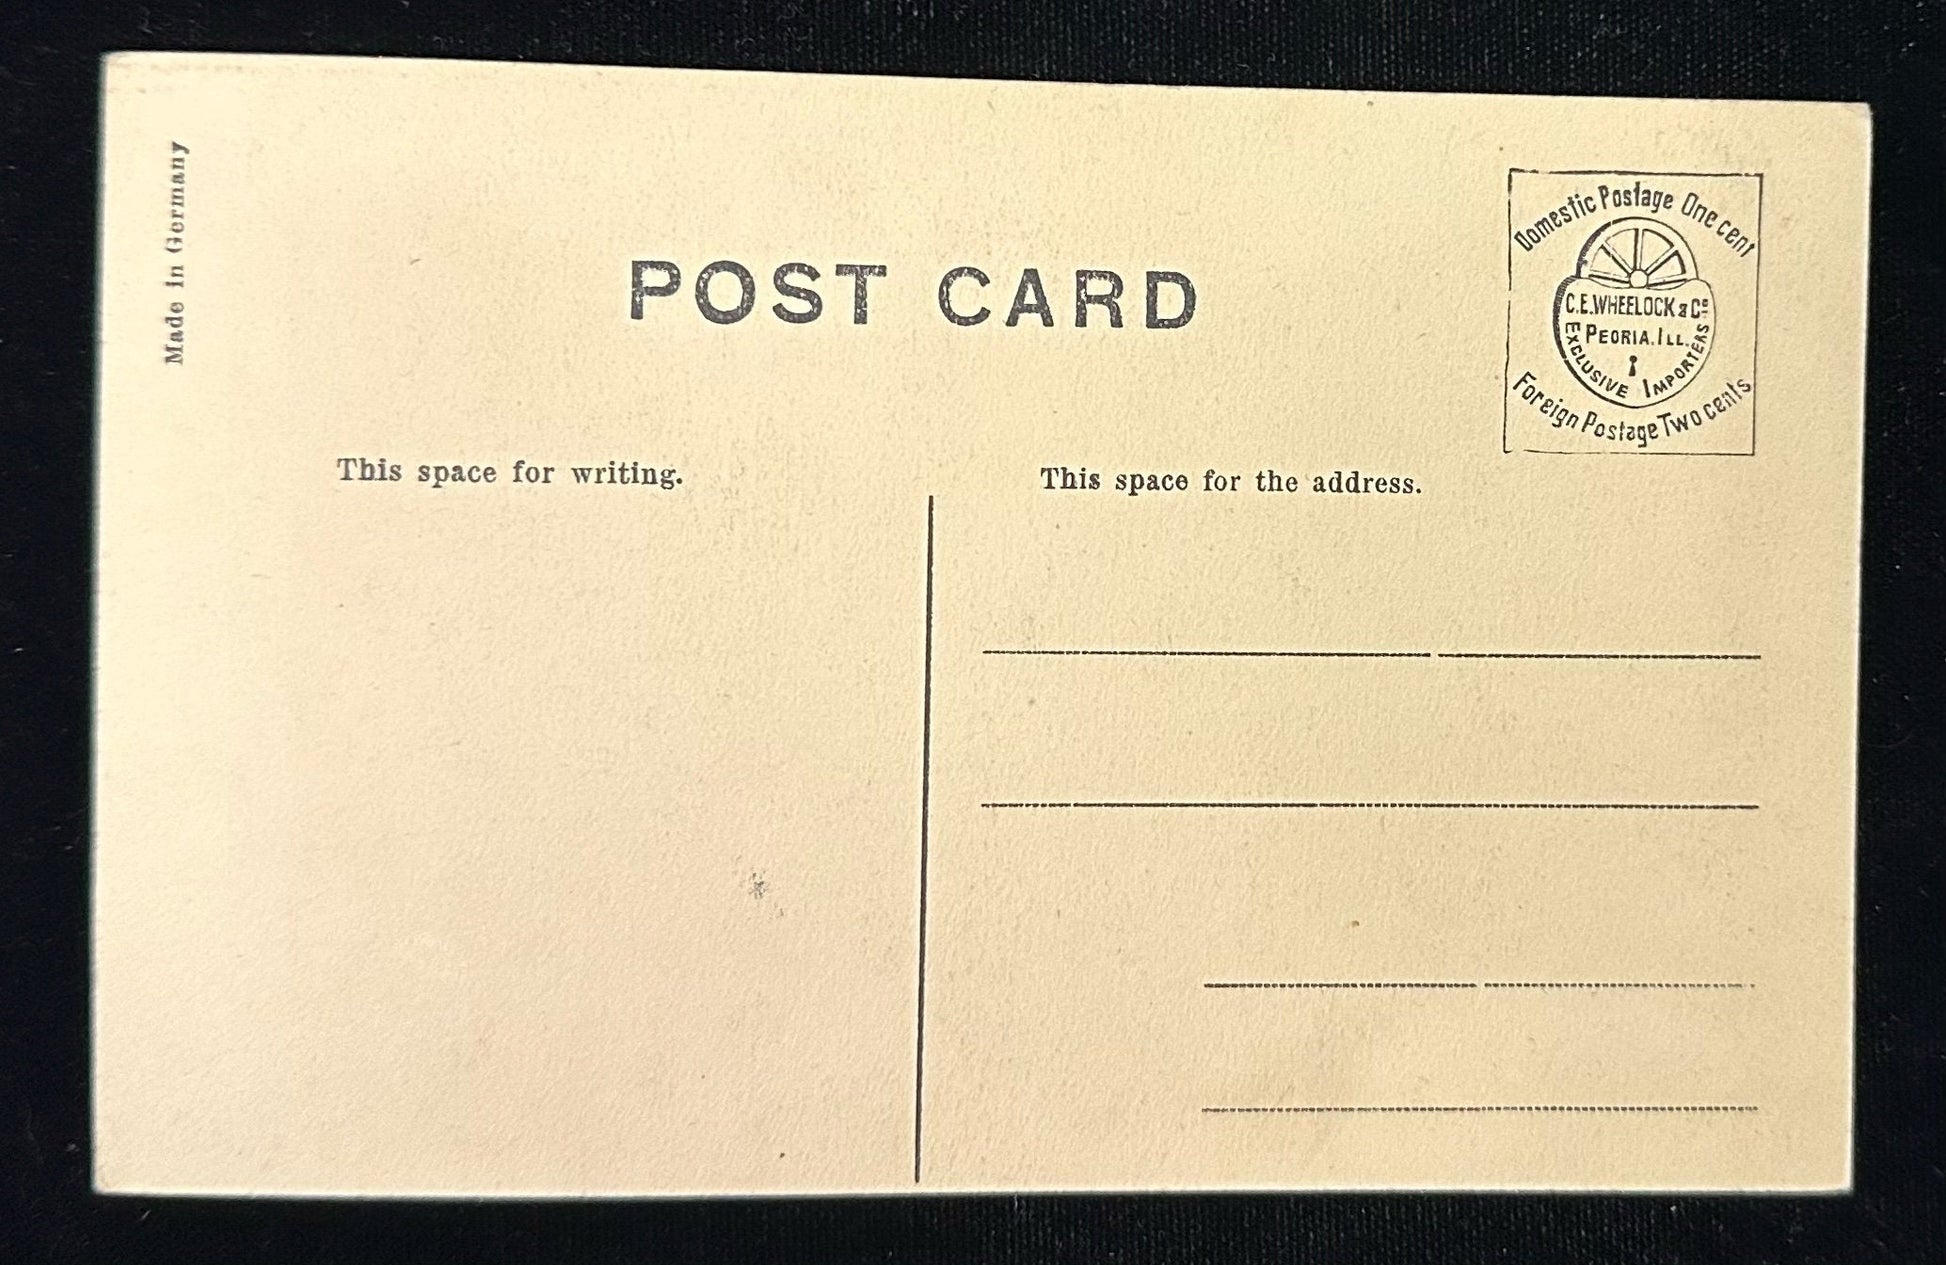 Made in Germany
POST CARD
Domestic Postage One cent
C.E. WHEELOCK & Co
PEORIA. ILL.
EXCLUSIVE IMPORTERS
Foreign Postage Two cents
This space for writing.
This space for the address.